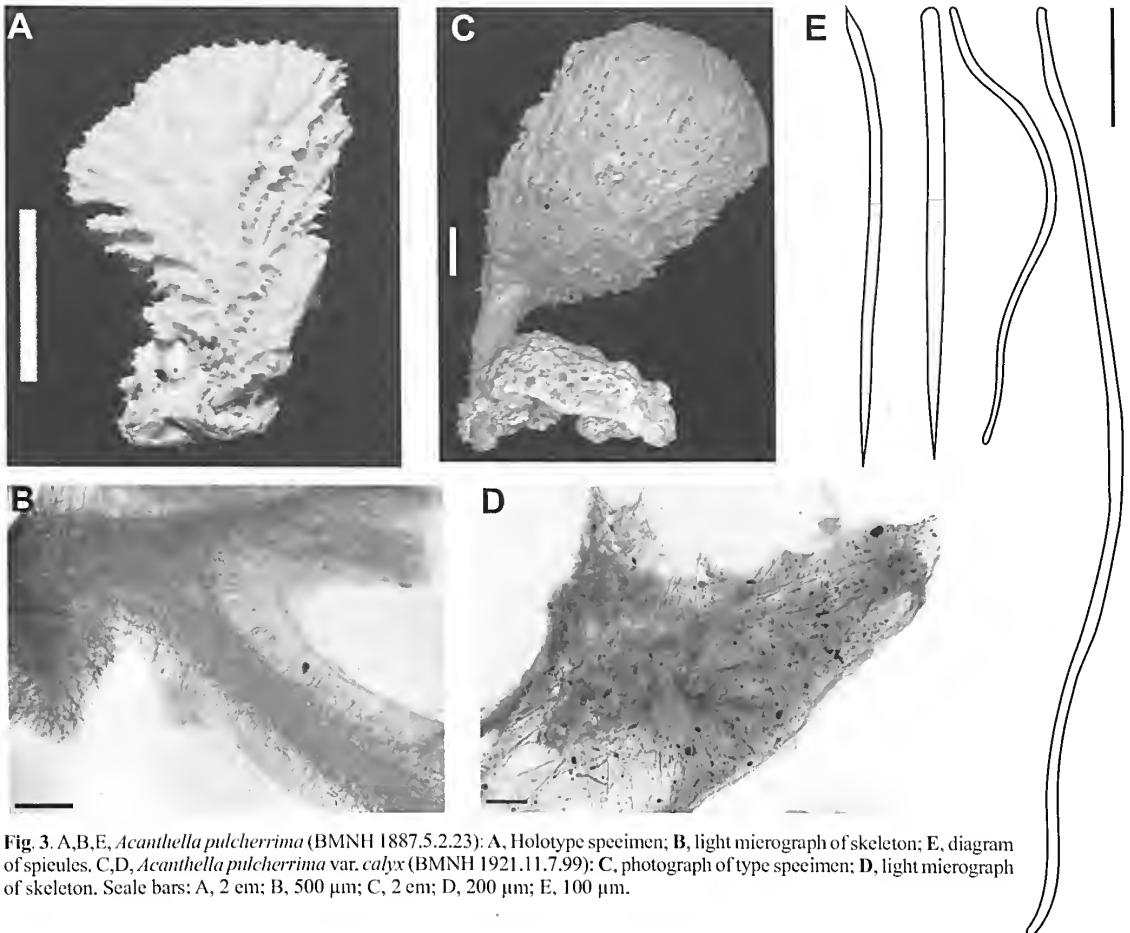 A
C
E
B
D
Fig. 3. A,B,E, Acanthella pulcherrima (BMNH 1887.5.2.23): A, Holotype specimen; B, light micrograph of skeleton; E, diagram
of spicules. C,D, Acanthella pulcherrima var. calyx (BMNH 1921.11.7.99): C, photograph of type specimen; D, light micrograph
of skeleton. Scale bars: A, 2 cm; B, 500 µm; C, 2 cm; D, 200 µm; E, 100 µm.